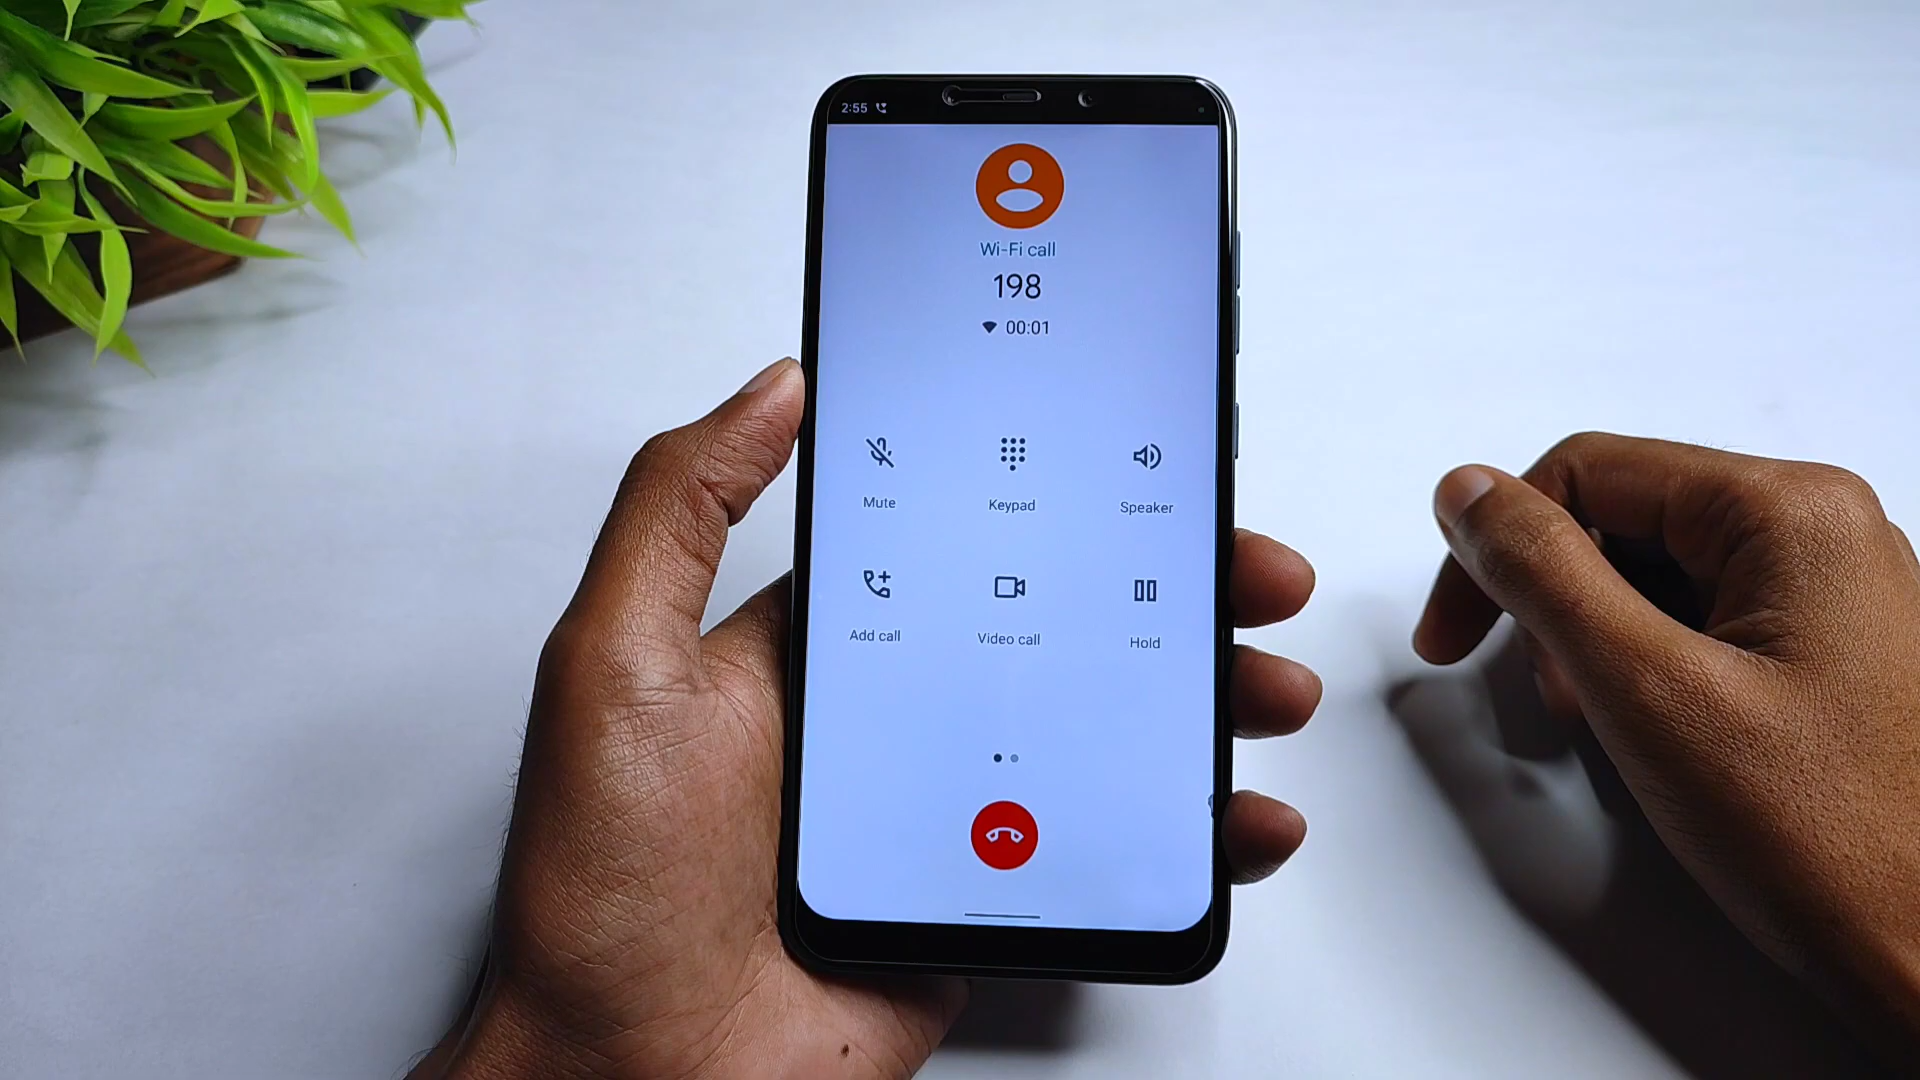 2:55
Wi-Fi call
198
00:01
Mute Keypad Speaker
Add call Video call Hold